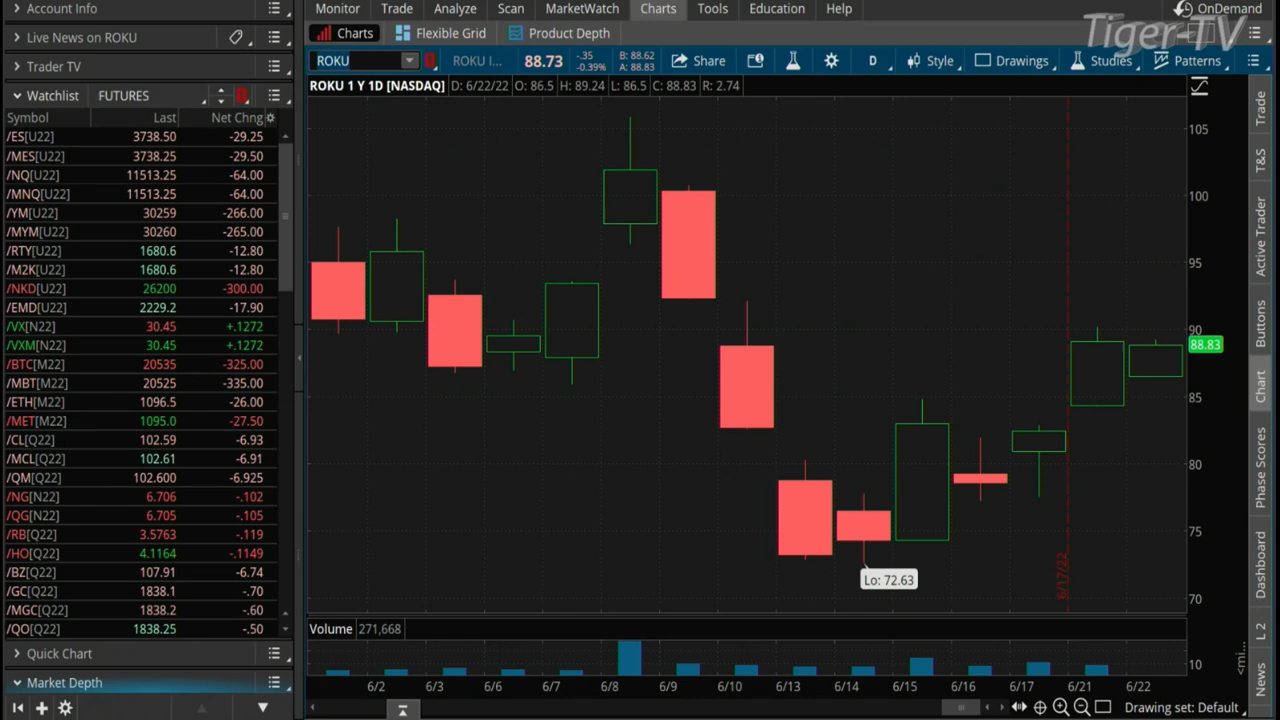 Account Info
Live News on ROKU
Trader TV
Watchlist FUTURES
Symbol Last Net Chng
/ES[U22] 3738.50 -29.25
/MES[U22] 3738.25 -29.50
/NQ[U22] 11513.25 -64.00
/MNQ[U22] 11513.25 -64.00
/YM[U22] 30259 -266.00
/MYM[U22] 30260 -265.00
/RTY[U22] 1680.6 -12.80
/M2K[U22] 1680.6 -12.80
/NKD[U22] 26200 -300.00
/EMD[U22] 2229.2 -17.90
/VX[N22] 30.45 +.1272
/VXM[N22] 30.45 +.1272
/BTC[M22] 20535 -325.00
/MBT[M22] 20525 -335.00
/ETH[M22] 1096.5 -26.00
/MET[M22] 1095.0 -27.50
/CL[Q22] 102.59 -6.93
/MCL[Q22] 102.61 -6.91
/QM[Q22] 102.600 -6.925
/NG[N22] 6.706 -.102
/QG[N22] 6.705 -.105
/RB[Q22] 3.5763 -.119
/HO[Q22] 4.1164 -.1149
/BZ[Q22] 107.91 -6.74
/GC[Q22] 1838.1 -.70
/MGC[Q22] 1838.2 -.60
/QO[Q22] 1838.25 -.50
Quick Chart
Market Depth
Monitor Trade Analyze Scan MarketWatch Charts Tools Education Help OnDemand
Tiger-TV
Charts Flexible Grid Product Depth
ROKU ROKU I... 88.73 -.35 B: 88.62
-0.39% A: 88.83
Share D Style Drawings Studies Patterns
ROKU 1 Y 1D [NASDAQ] D: 6/22/22 O: 86.5 H: 89.24 L: 86.5 C: 88.83 R: 2.74
105
100
95
90
88.83
85
80
75
70
Lo: 72.63
6/17/22
Volume 271,668
10
<mi...
6/2 6/3 6/6 6/7 6/8 6/9 6/10 6/13 6/14 6/15 6/16 6/17 6/21 6/22
Drawing set: Default
Trade
T&S
Active Trader
Buttons
Chart
Phase Scores
Dashboard
L 2
News